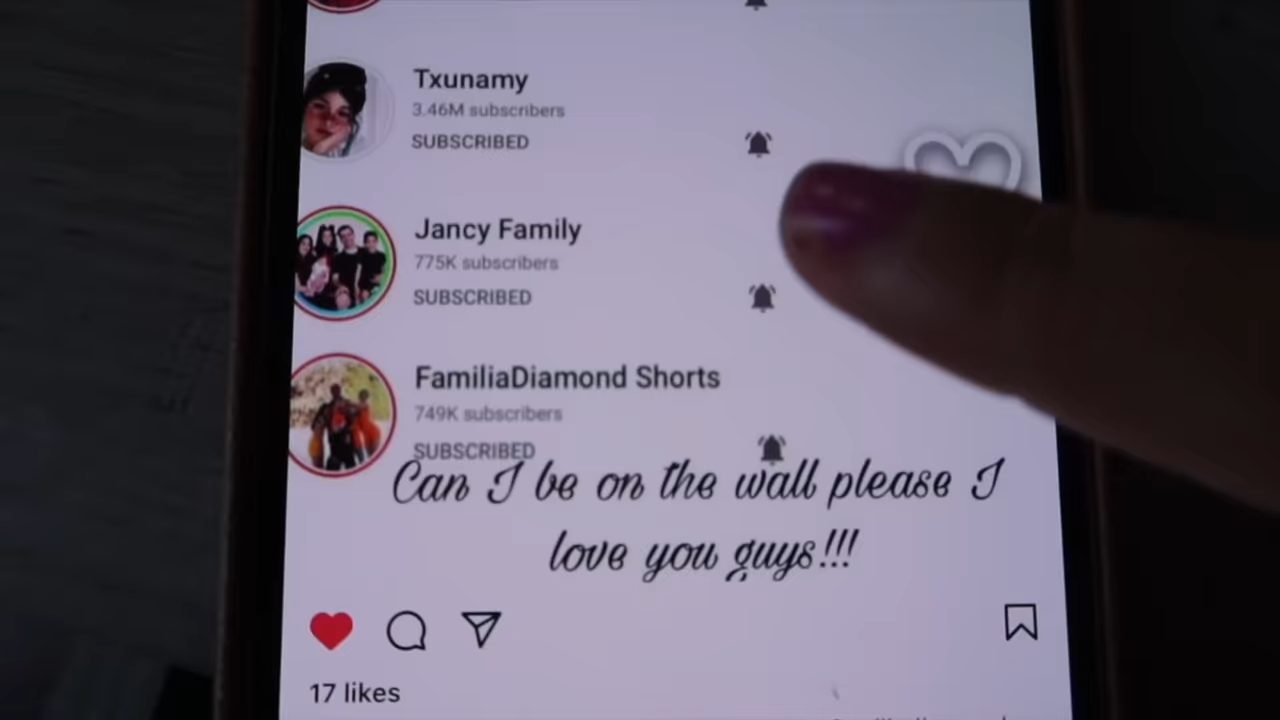 Txunamy
3.46M subscribers
SUBSCRIBED
Jancy Family
775K subscribers
SUBSCRIBED
FamiliaDiamond Shorts
749K subscribers
SUBSCRIBED
Can I be on the wall please I
love you guys!!!
17 likes